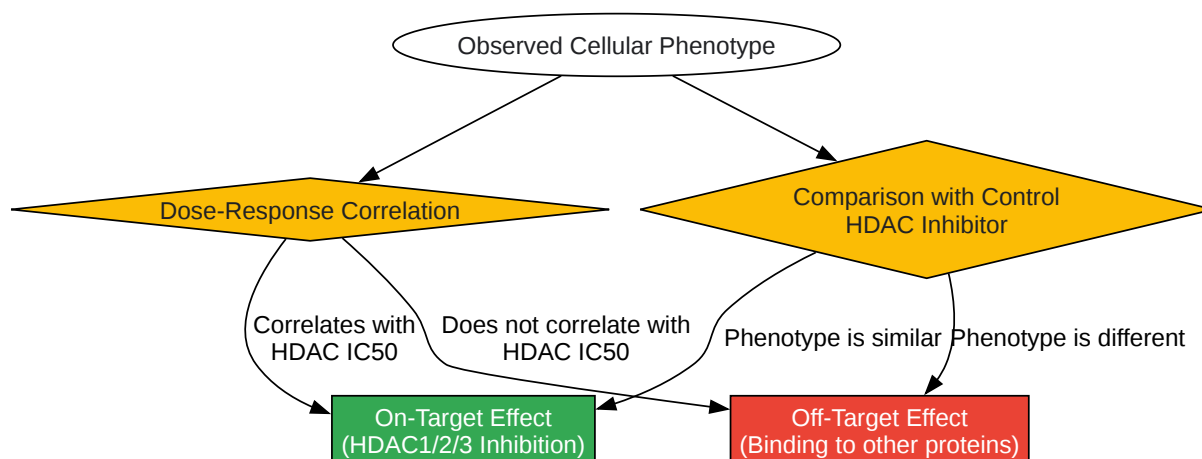 Observed Cellular Phenotype
Dose-Response Correlation
Comparison with Control
HDAC Inhibitor
Correlates with
HDAC IC50
Does not correlate with
HDAC IC50
Phenotype is similar
Phenotype is different
On-Target Effect
(HDAC1/2/3 Inhibition)
Off-Target Effect
(Binding to other proteins)